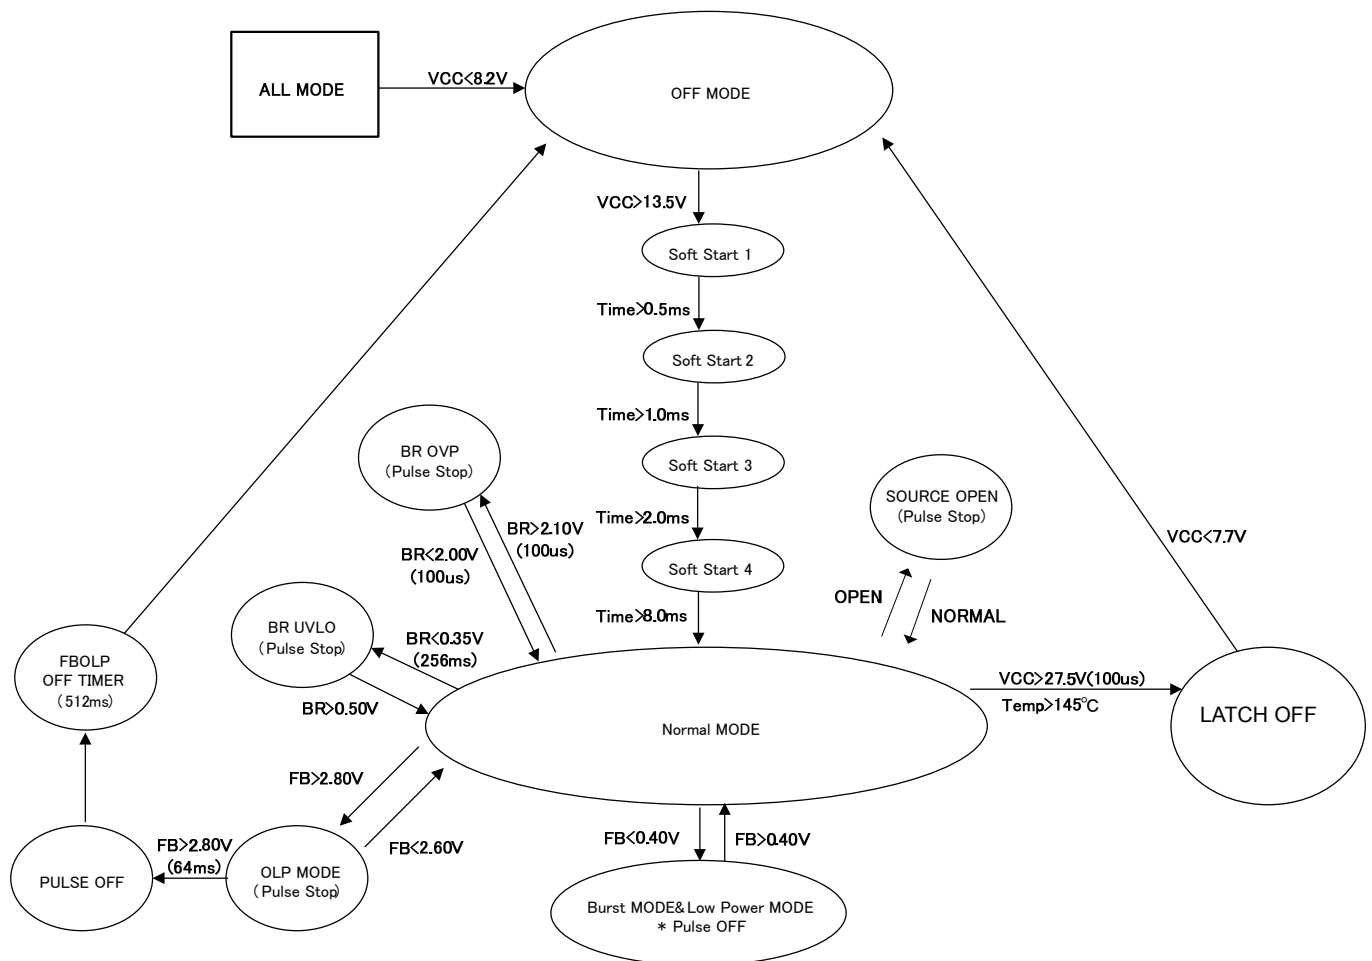 ALL MODE
VCC<8.2V
OFF MODE
VCC>13.5V
Soft Start 1
Time>0.5ms
Soft Start 2
Time>1.0ms
Soft Start 3
Time>2.0ms
Soft Start 4
Time>8.0ms
BR OVP
(Pulse Stop)
BR>2.10V
(100us)
BR<2.00V
(100us)
SOURCE OPEN
(Pulse Stop)
OPEN
NORMAL
VCC<7.7V
BR UVLO
(Pulse Stop)
BR<0.35V
(256ms)
BR>0.50V
FBOLP
OFF TIMER
(512ms)
Normal MODE
VCC>27.5V(100us)
Temp>145℃
LATCH OFF
FB>2.80V
FB<2.60V
FB<0.40V
FB>0.40V
FB>2.80V
(64ms)
PULSE OFF
OLP MODE
(Pulse Stop)
Burst MODE&Low Power MODE
* Pulse OFF